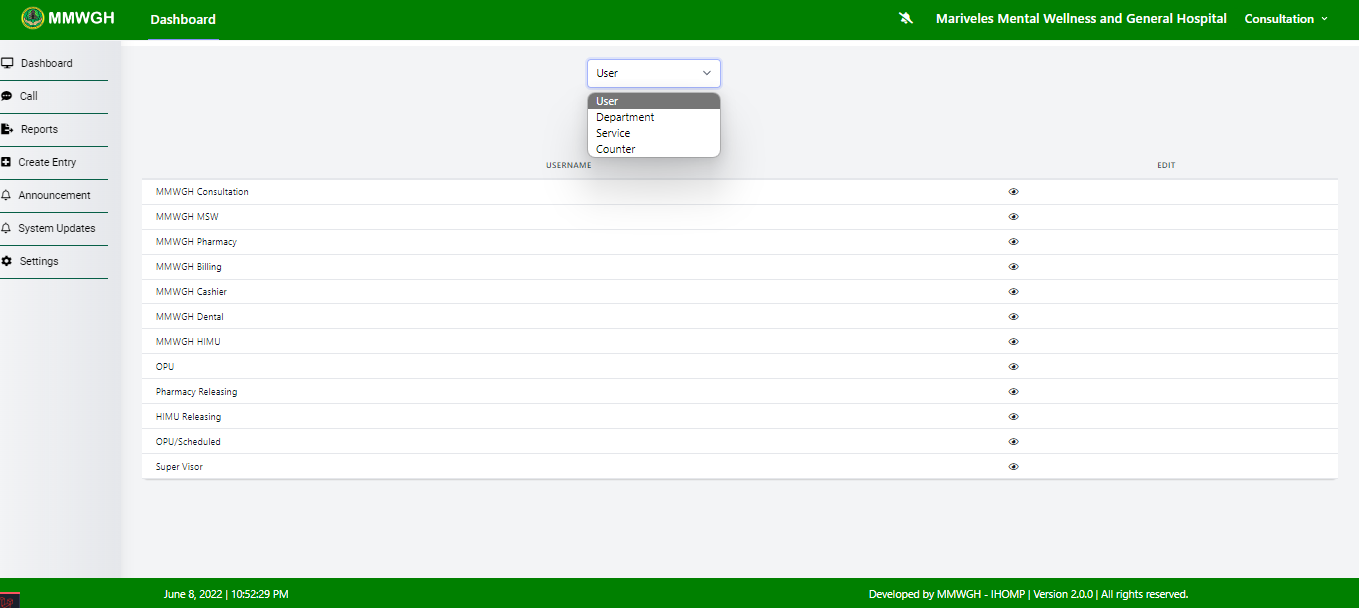 MMWGH
Dashboard
Mariveles Mental Wellness and General Hospital
Consultation
Dashboard
Call
Reports
Create Entry
Announcement
System Updates
Settings
User
User
Department
Service
Counter
USERNAME
EDIT
MMWGH Consultation
MMWGH MSW
MMWGH Pharmacy
MMWGH Billing
MMWGH Cashier
MMWGH Dental
MMWGH HIMU
OPU
Pharmacy Releasing
HIMU Releasing
OPU/Scheduled
Super Visor
June 8, 2022 | 10:52:29 PM
Developed by MMWGH - IHOMP | Version 2.0.0 | All rights reserved.